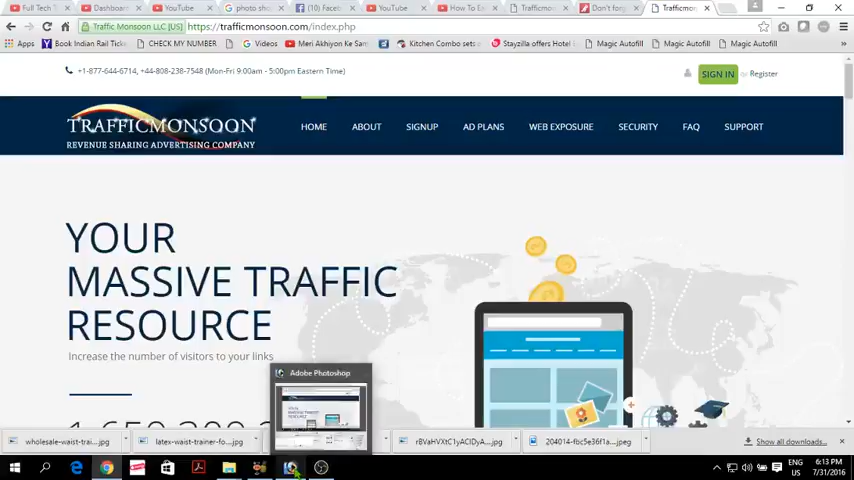 Full Tech
Dashboard
YouTube
photo sho
(10) Faceb
YouTube
How To Ea
Trafficmo
Don't forg
Trafficmon
Traffic Monsoon LLC [US]
https://trafficmonsoon.com/index.php
Apps
Book Indian Rail Ticket
CHECK MY NUMBER
Videos
Meri Akhiyon Ke Sam
Kitchen Combo sets
Stayzilla offers Hotel
Magic Autofill
Magic Autofill
Magic Autofill
+1-877-644-6714, +44-808-238-7548 (Mon-Fri 9:00am - 5:00pm Eastern Time)
SIGN IN or Register
TRAFFICMONSOON
REVENUE SHARING ADVERTISING COMPANY
HOME ABOUT SIGNUP AD PLANS WEB EXPOSURE SECURITY FAQ SUPPORT
YOUR
MASSIVE TRAFFIC
RESOURCE
Increase the number of visitors to your links
Adobe Photoshop
wholesale-waist-trai....jpg
latex-waist-trainer-fo....jpg
204014-fbc5e36f1a....jpeg
Show all downloads...
ENG
US
6:13 PM
7/31/2016